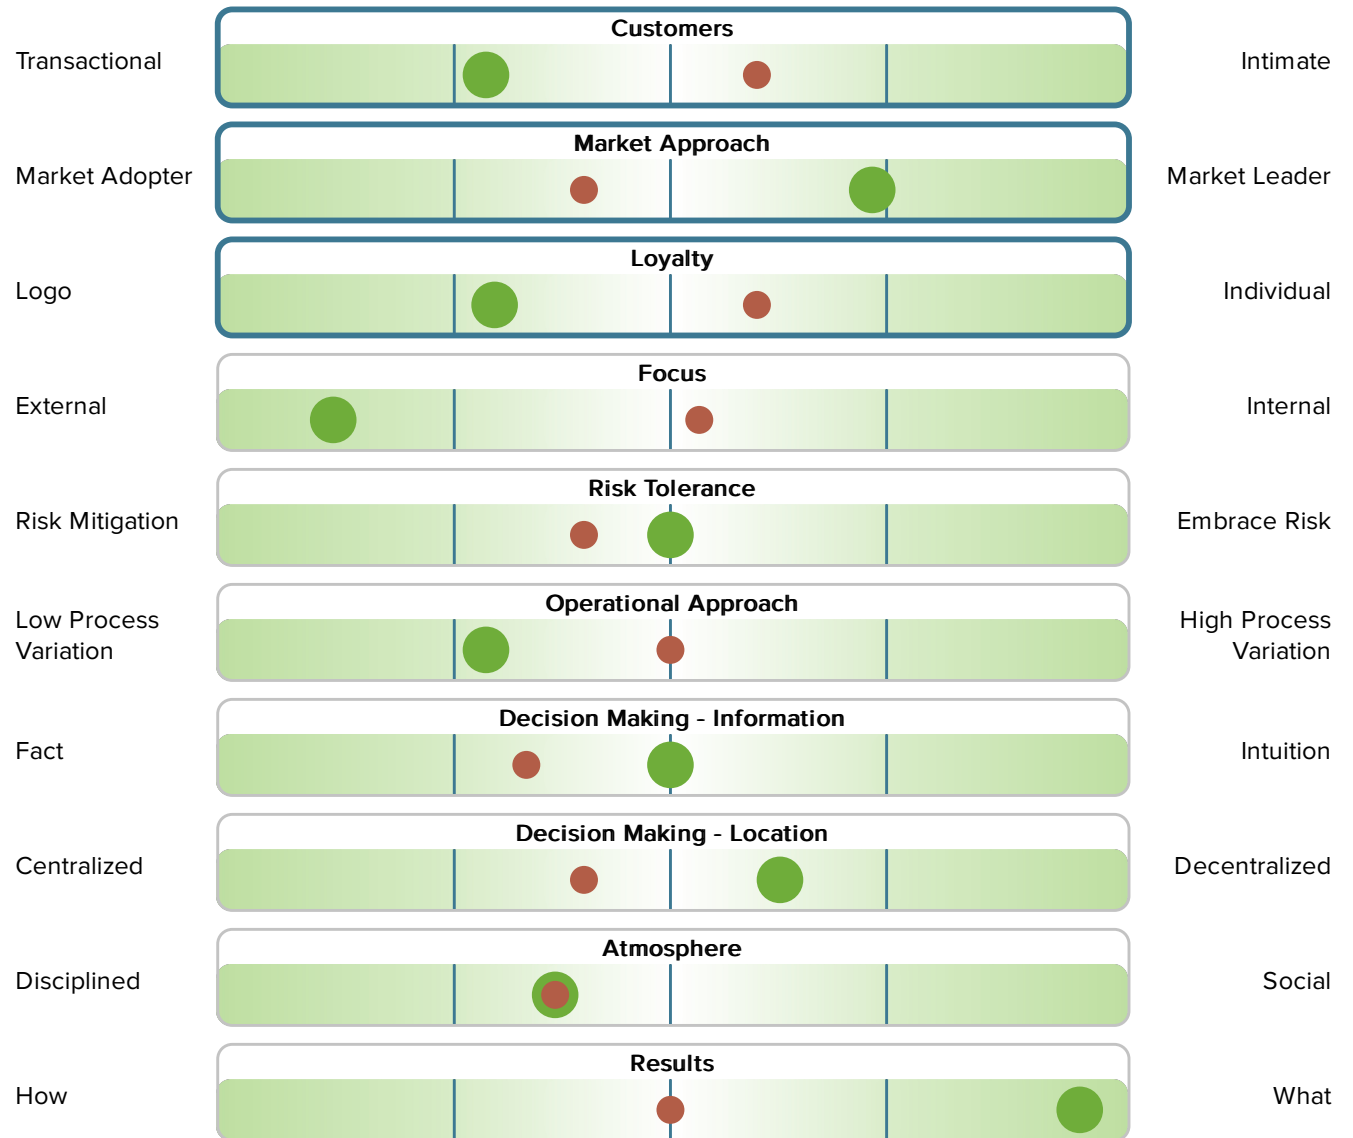 Customers
Transactional
Intimate
Market Approach
Market Adopter
Market Leader
Loyalty
Logo
Individual
Focus
External
Internal
Risk Tolerance
Risk Mitigation
Embrace Risk
Operational Approach
Low Process
Variation
High Process
Variation
Decision Making - Information
Fact
Intuition
Decision Making - Location
Centralized
Decentralized
Atmosphere
Disciplined
Social
Results
How
What